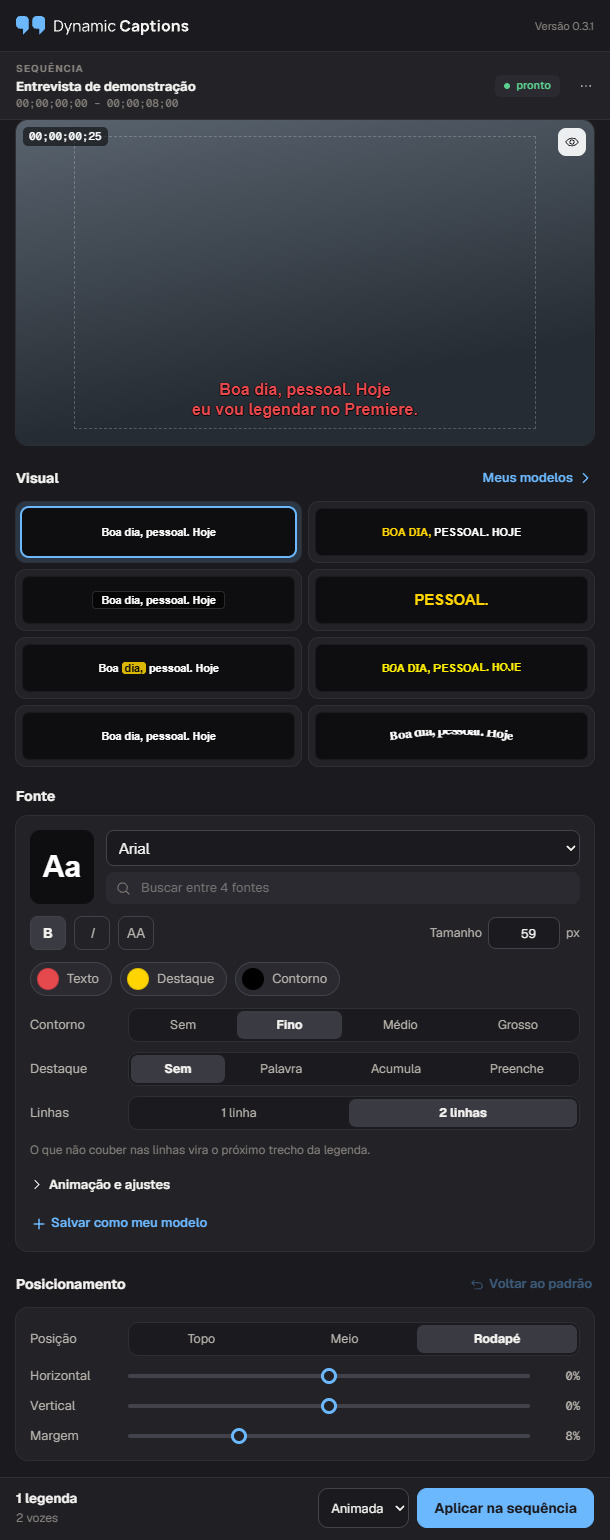 Dynamic Captions
Versão 0.3.1
SEQUÊNCIA
Entrevista de demonstração
00;00;00;00 – 00;00;08;00
pronto
00;00;00;25
Boa dia, pessoal. Hoje
eu vou legendar no Premiere.
Visual
Meus modelos
Boa dia, pessoal. Hoje
BOA DIA, PESSOAL. HOJE
Boa dia, pessoal. Hoje
PESSOAL.
Boa dia, pessoal. Hoje
BOA DIA, PESSOAL. HOJE
Boa dia, pessoal. Hoje
Boa dia, pessoal. Hoje
Fonte
Aa
Arial
Buscar entre 4 fontes
B
I
AA
Tamanho
59
px
Texto
Destaque
Contorno
Contorno
Sem
Fino
Médio
Grosso
Destaque
Sem
Palavra
Acumula
Preenche
Linhas
1 linha
2 linhas
O que não couber nas linhas vira o próximo trecho da legenda.
Animação e ajustes
Salvar como meu modelo
Posicionamento
Voltar ao padrão
Posição
Topo
Meio
Rodapé
Horizontal
0%
Vertical
0%
Margem
8%
1 legenda
2 vozes
Animada
Aplicar na sequência